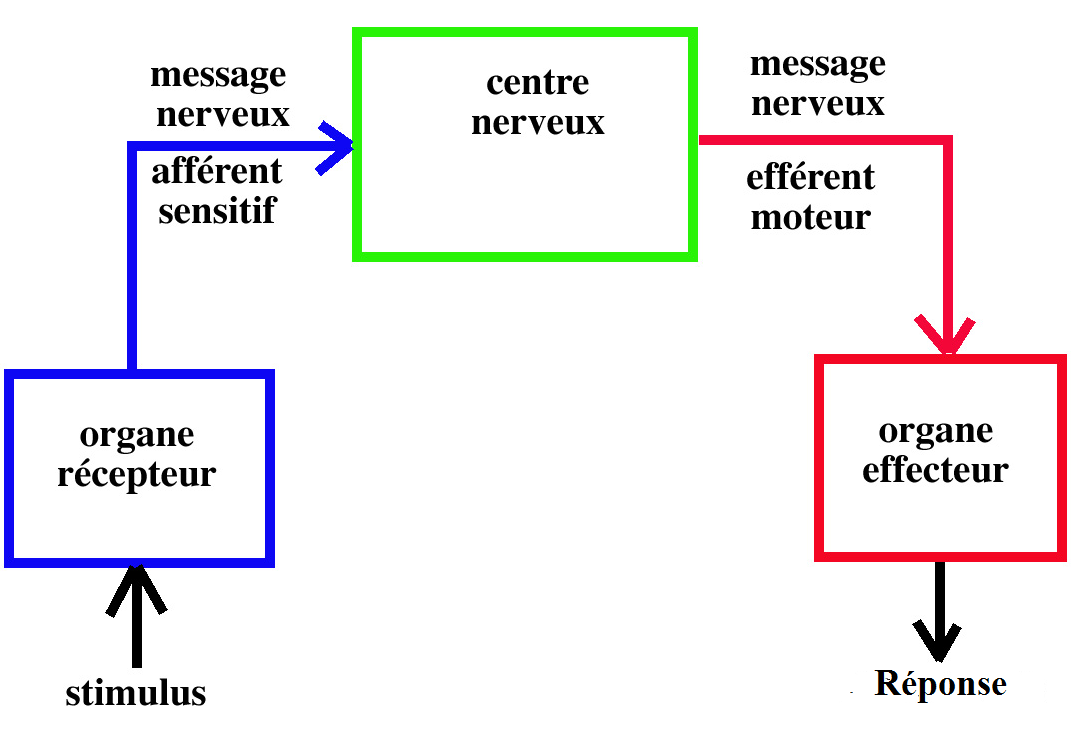 message
nerveux
afférent
sensitif
centre
nerveux
message
nerveux
efférent
moteur
organe
récepteur
organe
effecteur
stimulus
Réponse